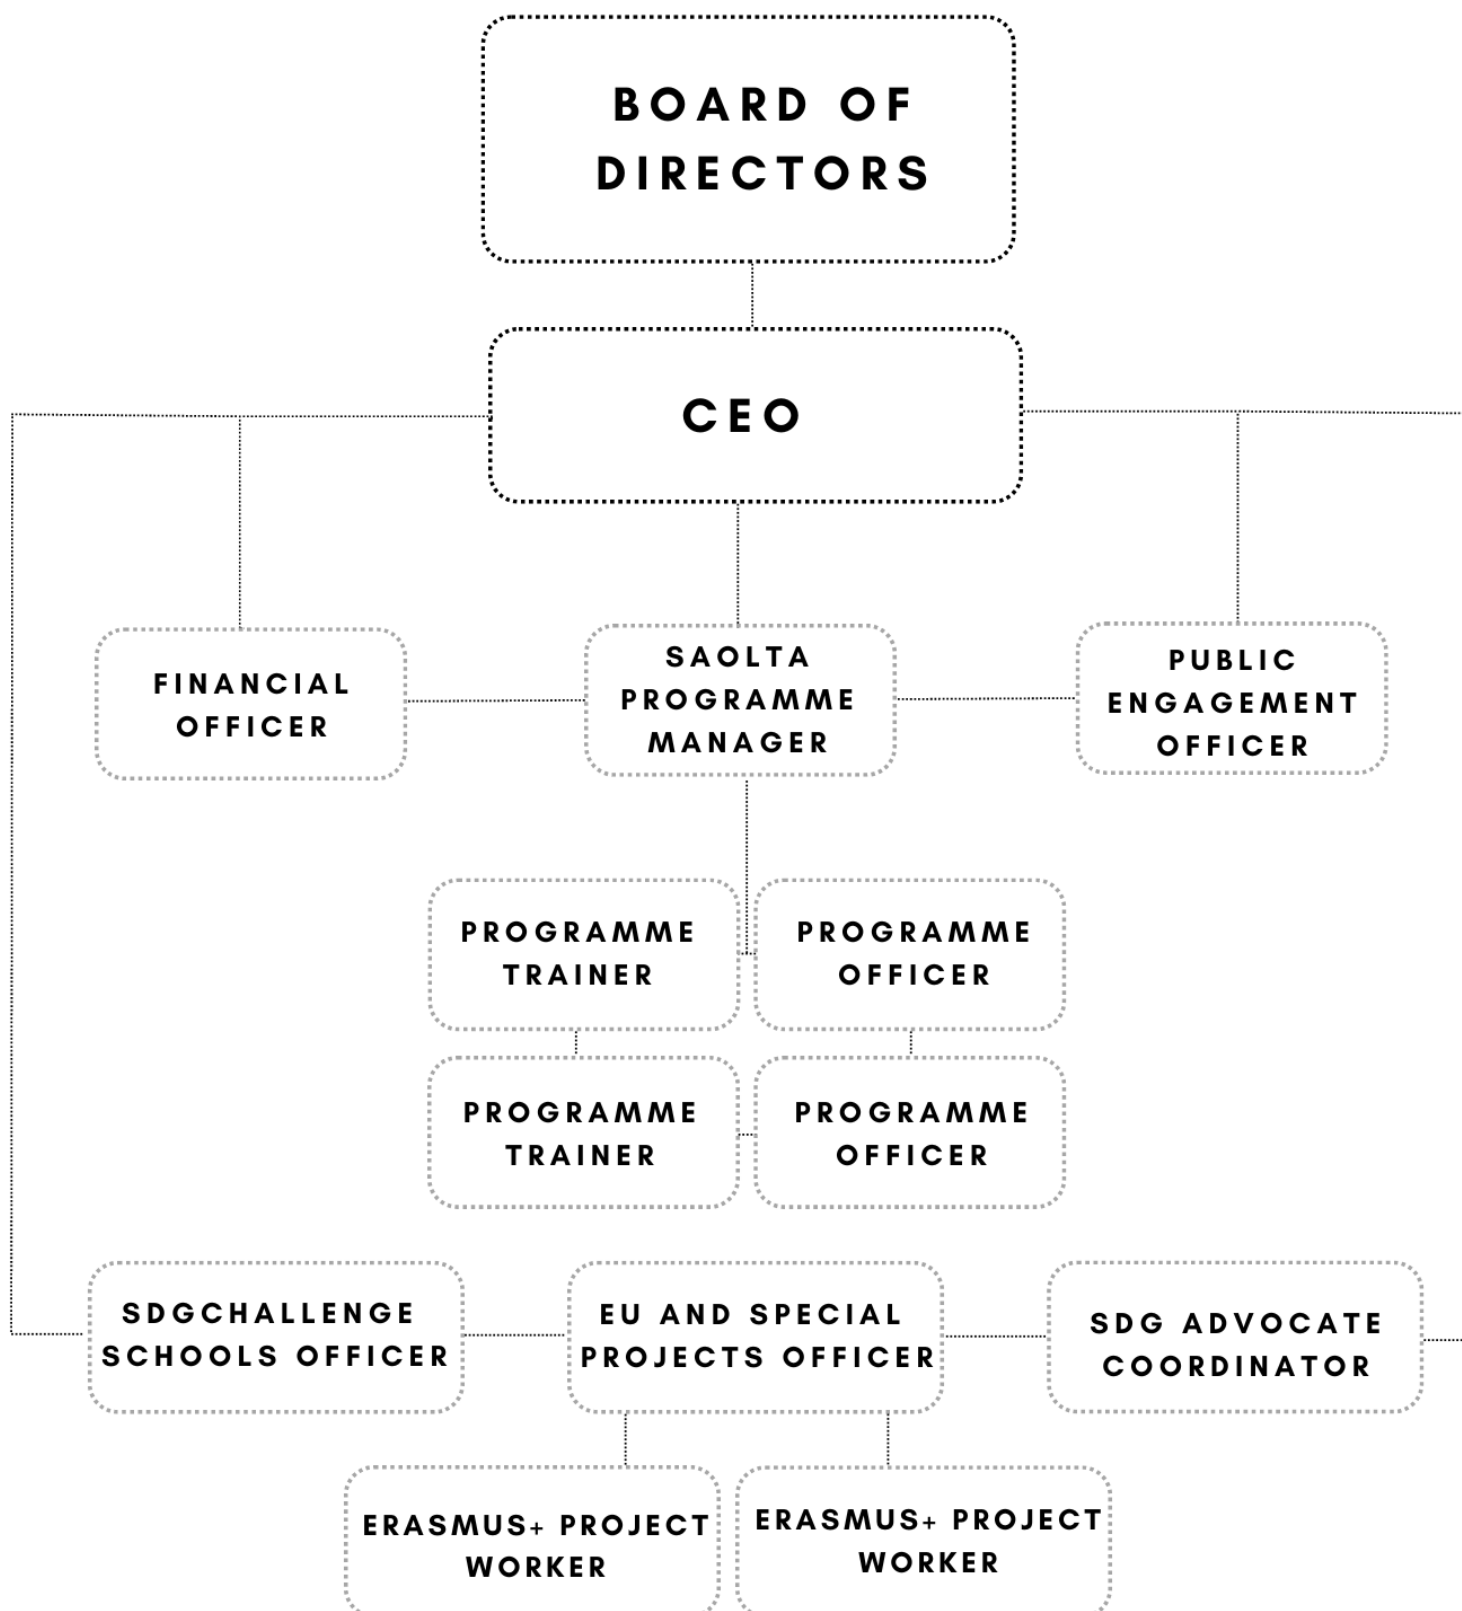 BOARD OF
DIRECTORS
CEO
FINANCIAL
OFFICER
SAOLTA
PROGRAMME
MANAGER
PUBLIC
ENGAGEMENT
OFFICER
PROGRAMME
TRAINER
PROGRAMME
OFFICER
PROGRAMME
TRAINER
PROGRAMME
OFFICER
SDGCHALLENGE
SCHOOLS OFFICER
EU AND SPECIAL
PROJECTS OFFICER
SDG ADVOCATE
COORDINATOR
ERASMUS+ PROJECT
WORKER
ERASMUS+ PROJECT
WORKER